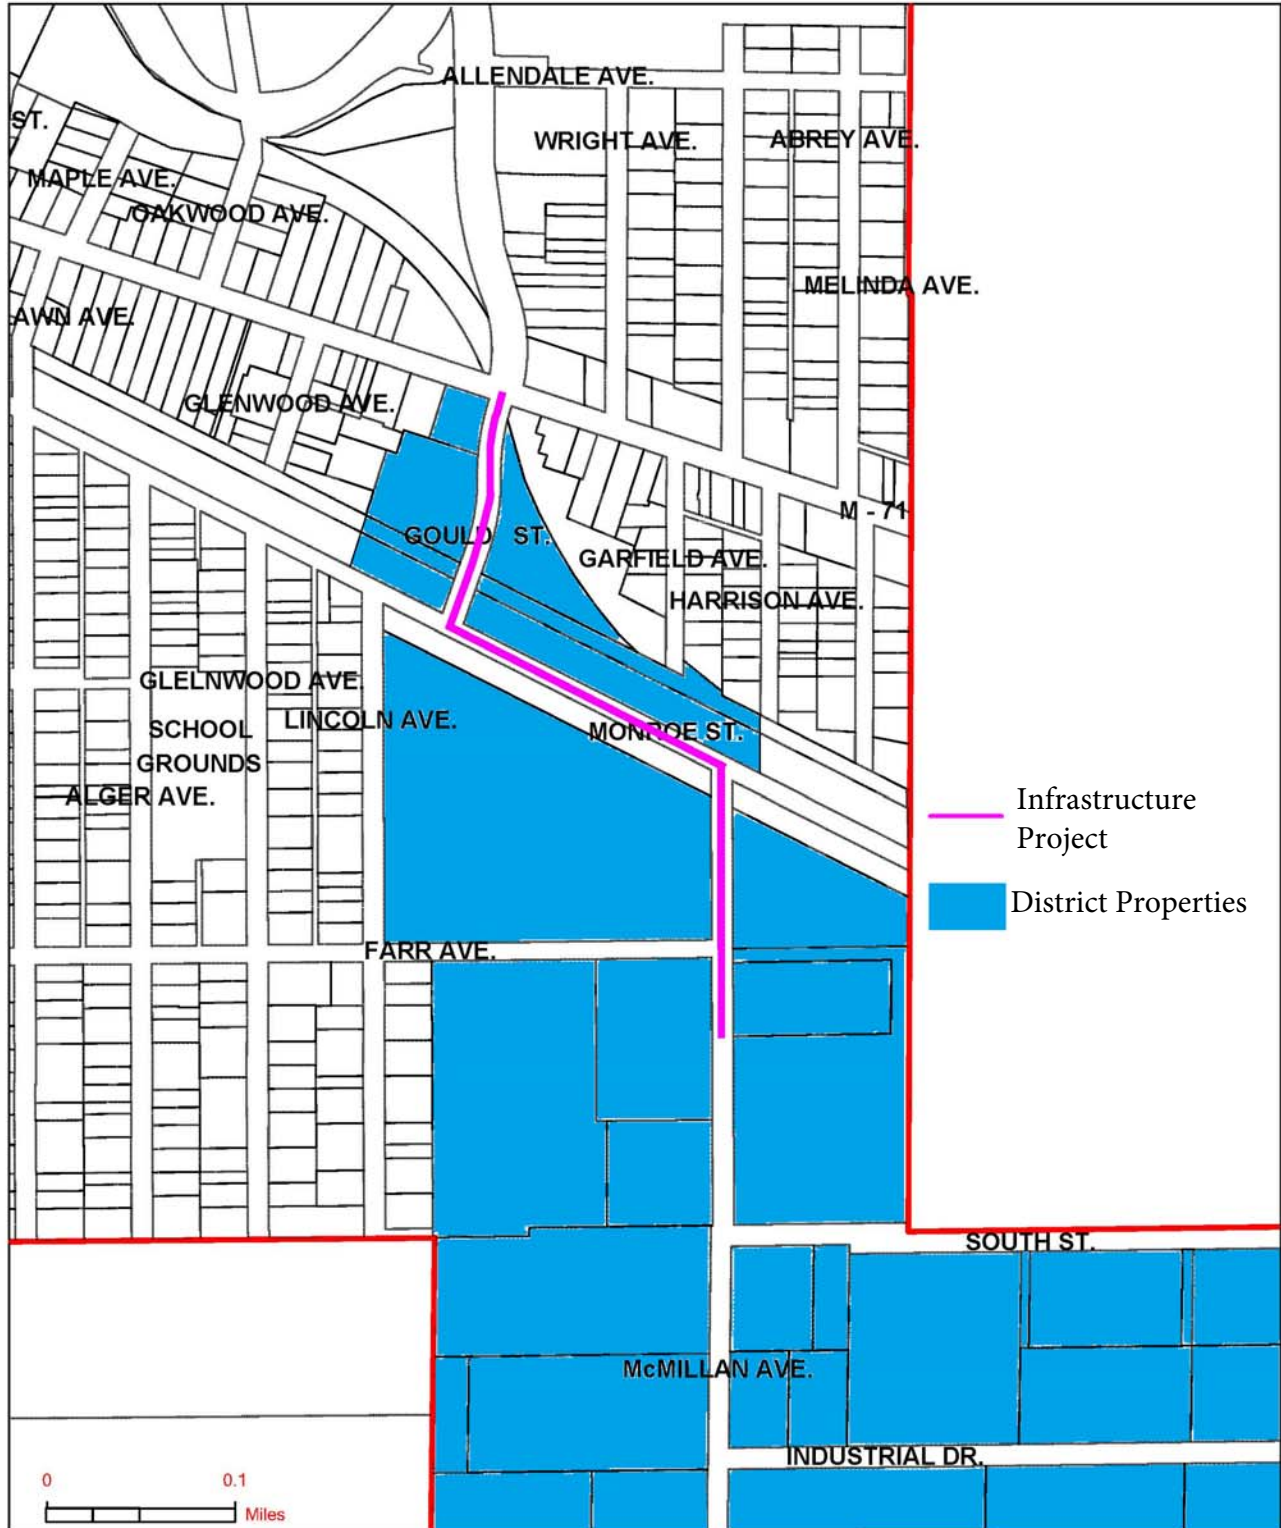 ALLENDALE AVE.
ST.
WRIGHT AVE.
ABREY AVE.
MAPLE AVE.
OAKWOOD AVE.
MELINDA AVE.
AWN AVE.
GLENWOOD AVE.
M - 71
GOULD ST.
GARFIELD AVE.
HARRISON AVE.
GLELNWOOD AVE.
LINCOLN AVE.
SCHOOL
GROUNDS
MONROE ST.
ALGER AVE.
Infrastructure
Project
District Properties
FARR AVE.
SOUTH ST.
McMILLAN AVE.
INDUSTRIAL DR.
0 0.1
Miles